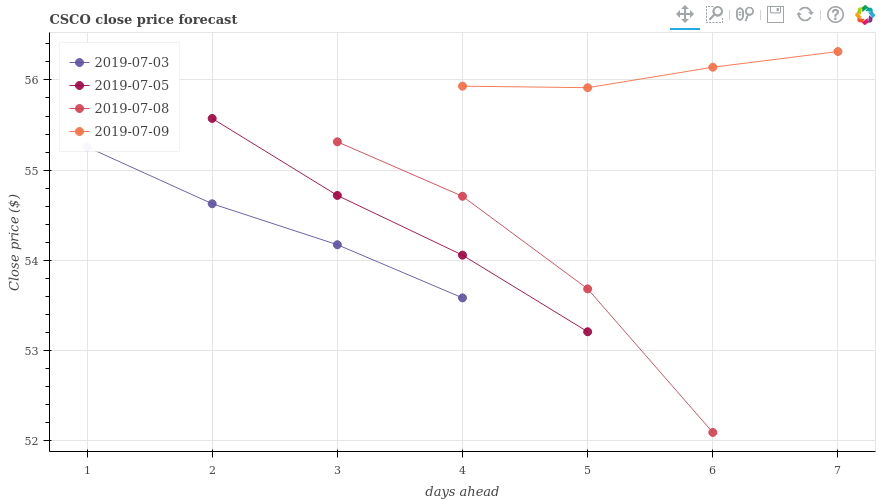 CSCO close price forecast
2019-07-03
2019-07-05
2019-07-08
2019-07-09
56
55
54
53
52
Close price ($)
1 2 3 4 5 6 7
days ahead